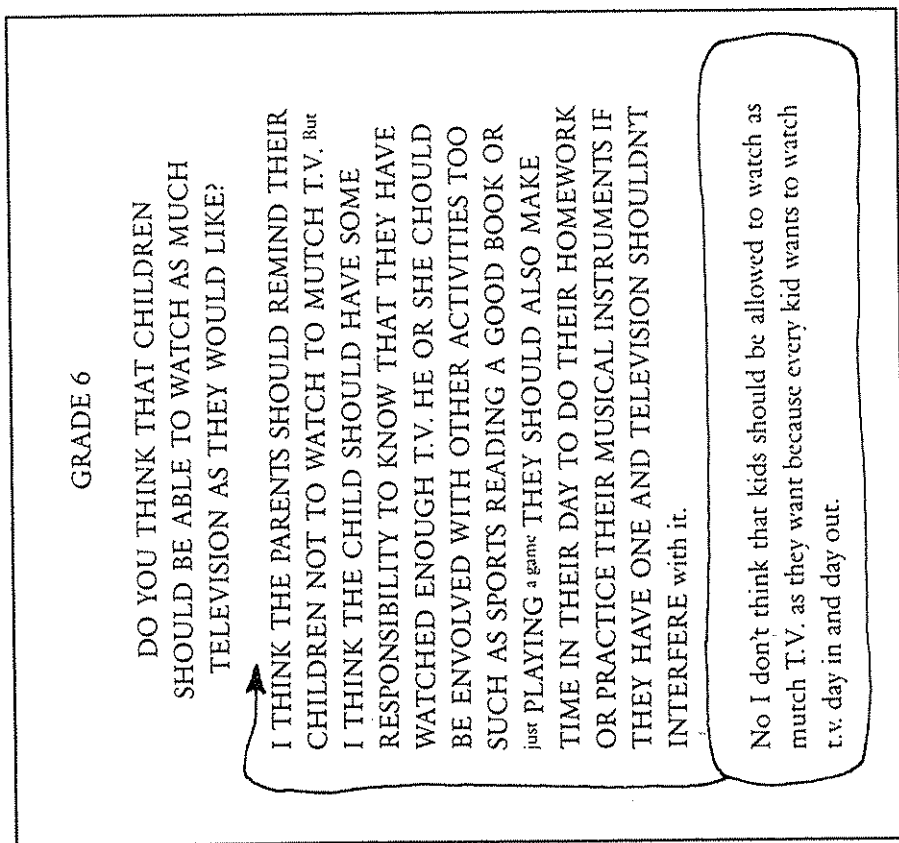 GRADE 6
DO YOU THINK THAT CHILDREN
SHOULD BE ABLE TO WATCH AS MUCH
TELEVISION AS THEY WOULD LIKE?
I THINK THE PARENTS SHOULD REMIND THEIR
CHILDREN NOT TO WATCH TO MUTCH T.V. But
I THINK THE CHILD SHOULD HAVE SOME
RESPONSIBILITY TO KNOW THAT THEY HAVE
WATCHED ENOUGH T.V. HE OR SHE CHOULD
BE ENVOLVED WITH OTHER ACTIVITIES TOO
SUCH AS SPORTS READING A GOOD BOOK OR
just PLAYING a game THEY SHOULD ALSO MAKE
TIME IN THEIR DAY TO DO THEIR HOMEWORK
OR PRACTICE THEIR MUSICAL INSTRUMENTS IF
THEY HAVE ONE AND TELEVISION SHOULDN'T
INTERFERE with it.
No I don't think that kids should be allowed to watch as
mutch T.V. as they want because every kid wants to watch
t.v. day in and day out.